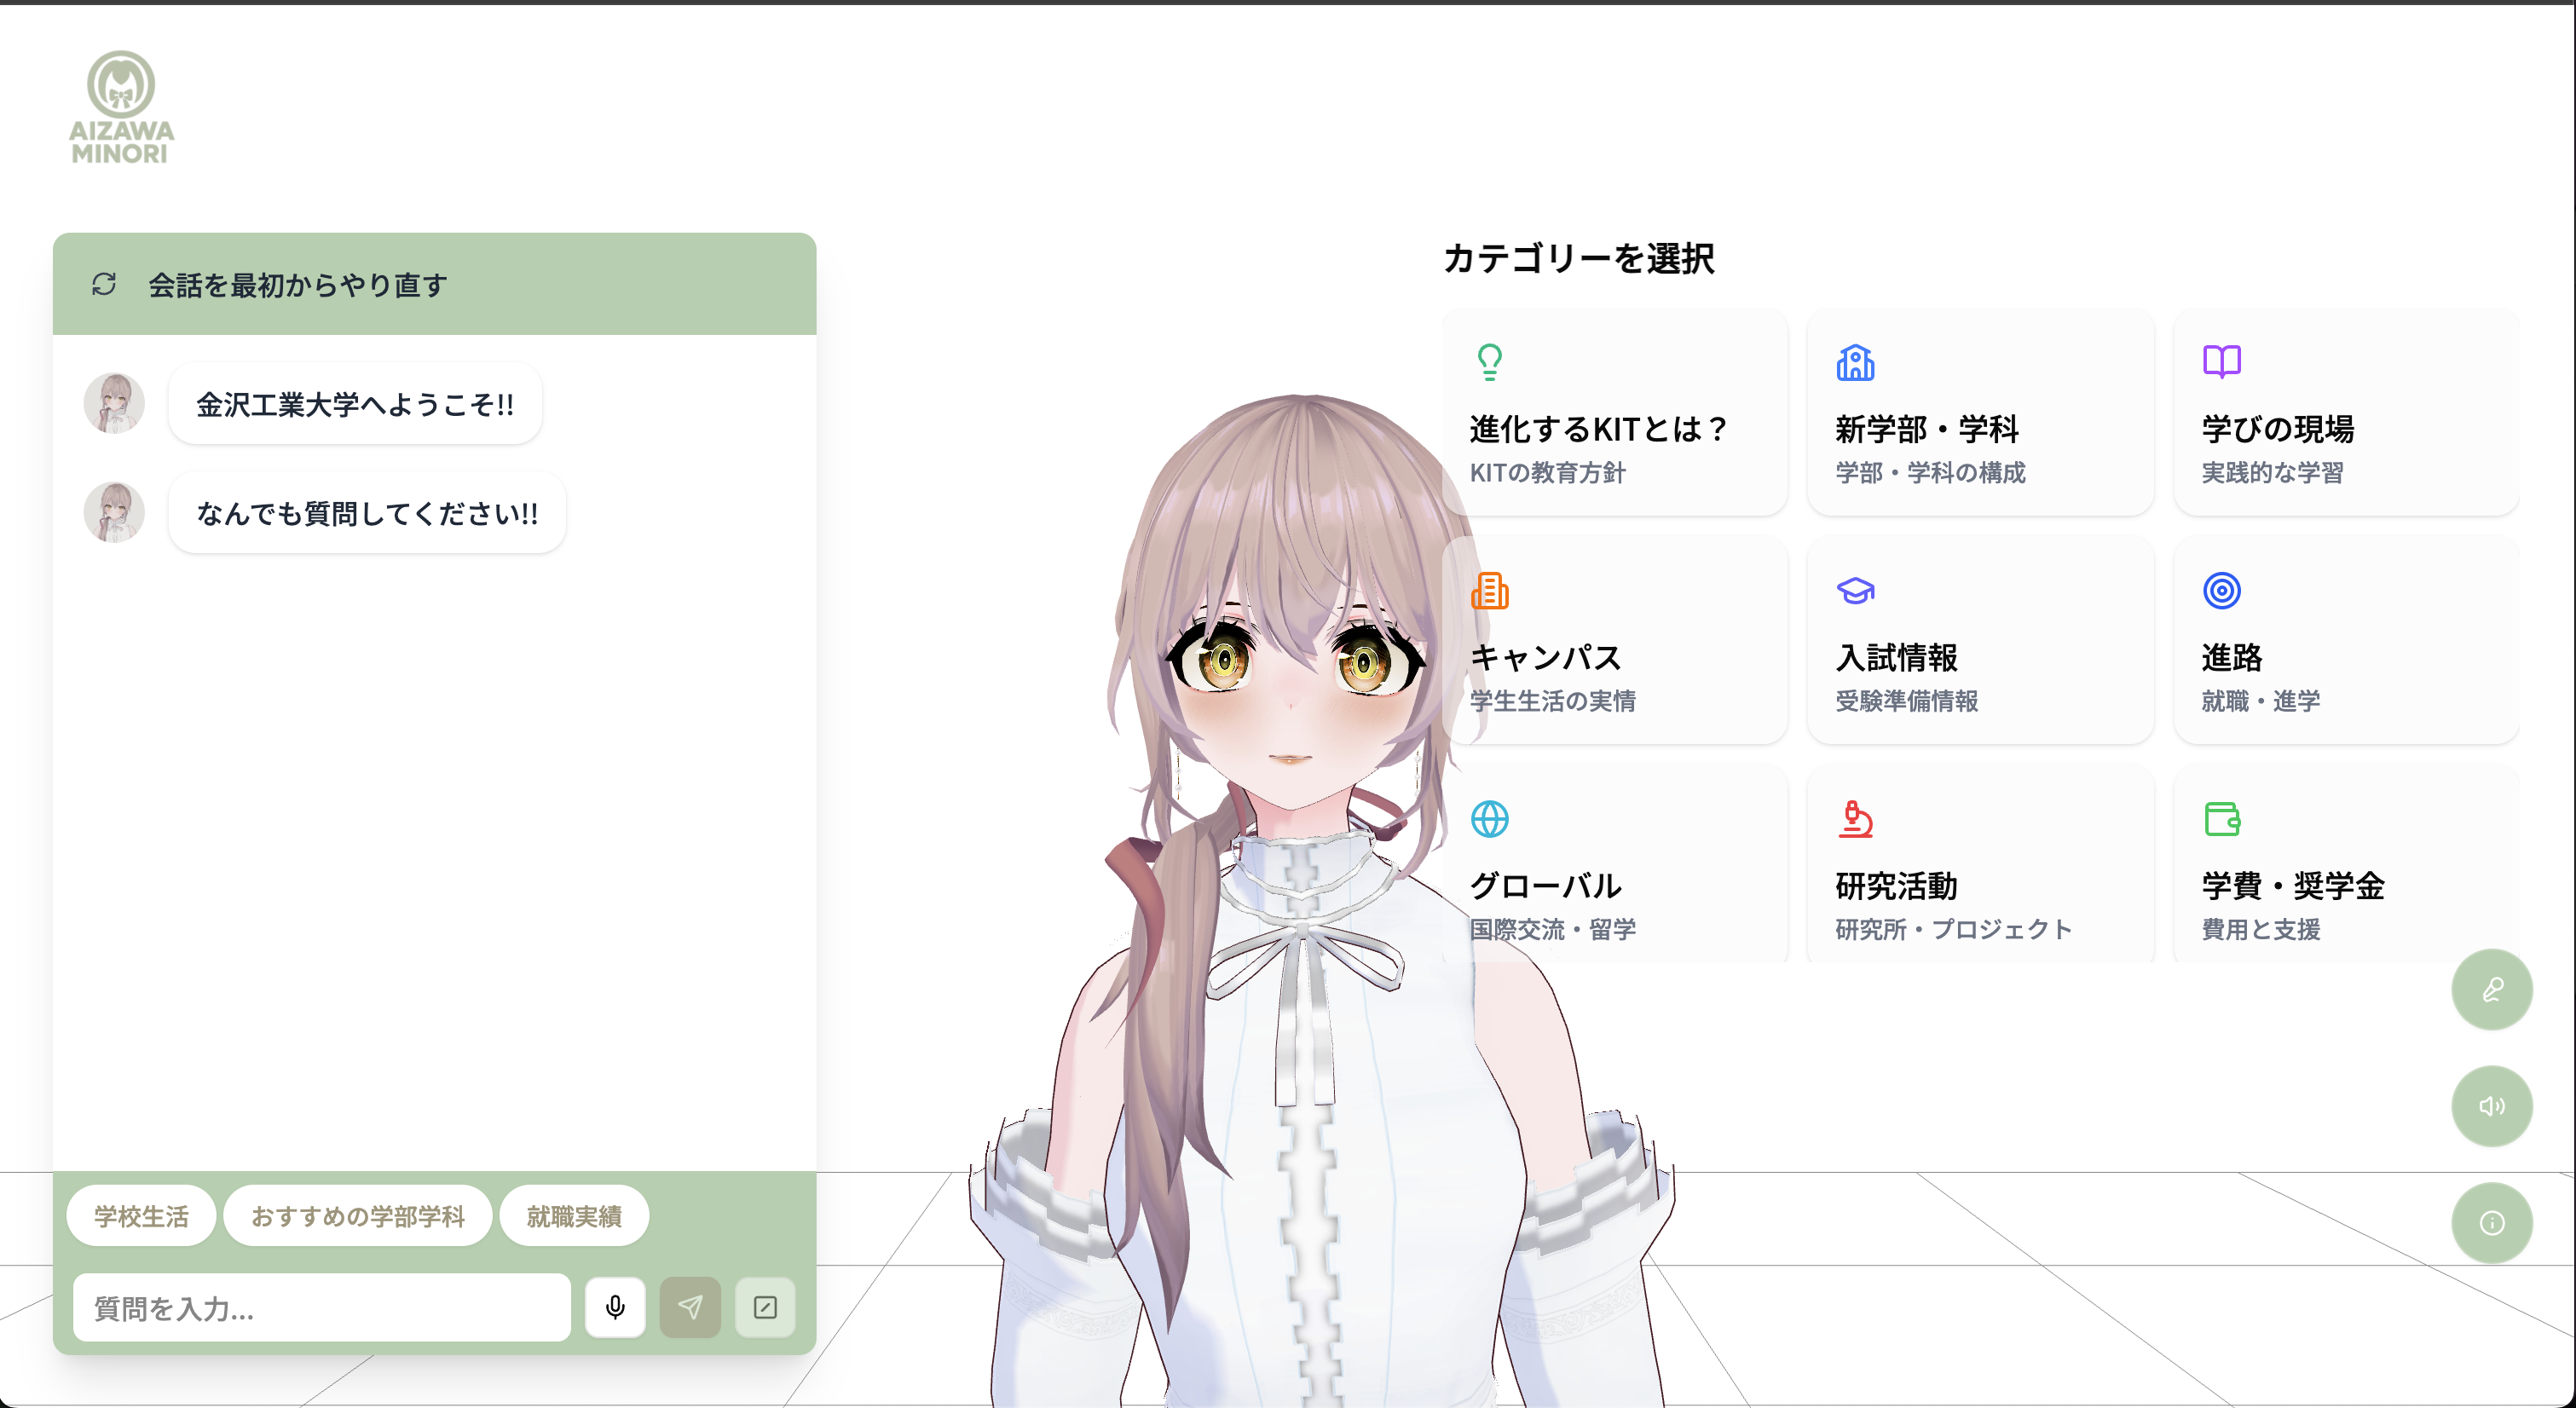 AIZAWA
MINORI
会話を最初からやり直す
金沢工業大学へようこそ!!
なんでも質問してください!!
学校生活
おすすめの学部学科
就職実績
質問を入力...
カテゴリーを選択
進化するKITとは？
KITの教育方針
新学部・学科
学部・学科の構成
学びの現場
実践的な学習
キャンパス
学生生活の実情
入試情報
受験準備情報
進路
就職・進学
グローバル
国際交流・留学
研究活動
研究所・プロジェクト
学費・奨学金
費用と支援